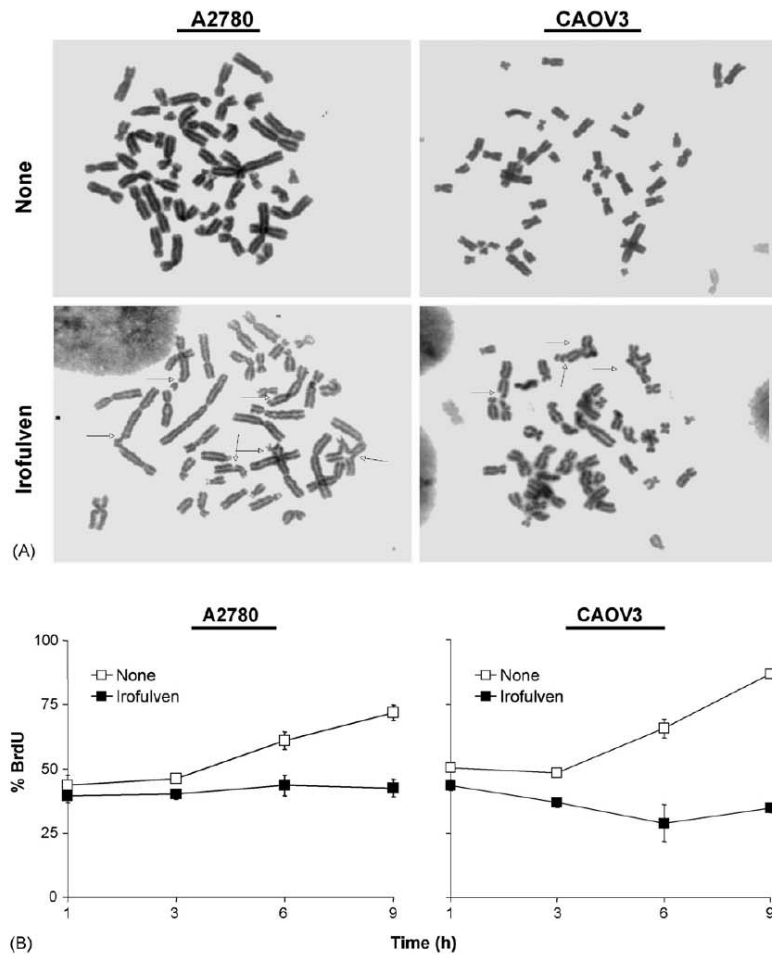 A2780 CAOV3
None
Irofulven
(A)
A2780 CAOV3
100
75
50
25
0
% BrdU
None
Irofulven
None
Irofulven
1 3 6 9 1 3 6 9
(B) Time (h)